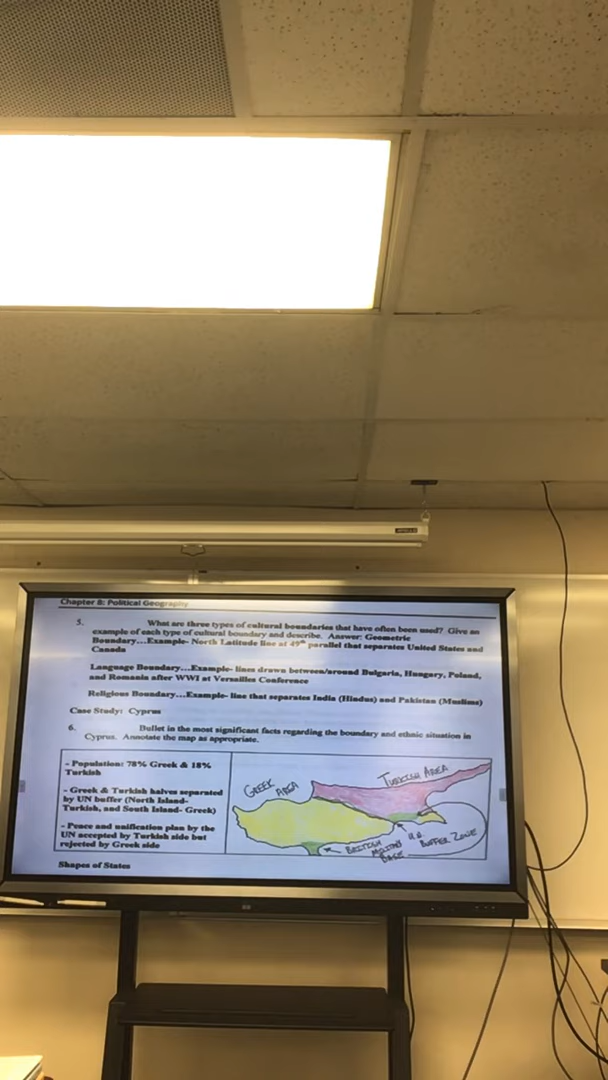 Chapter 8: Political Geography
5. What are three types of cultural boundaries that have often been used? Give an
example of each type of cultural boundary and describe. Answer: Geometric
Boundary...Example- North Latitude line at 49th parallel that separates United States and
Canada
Language Boundary...Example- lines drawn between/around Bulgaria, Hungary, Poland,
and Romania after WWI at Versailles Conference
Religious Boundary...Example- line that separates India (Hindus) and Pakistan (Muslims)
Case Study: Cyprus
6. Bullet in the most significant facts regarding the boundary and ethnic situation in
Cyprus. Annotate the map as appropriate.
- Population: 78% Greek & 18%
Turkish
- Greek & Turkish halves separated
by UN buffer (North Island-
Turkish, and South Island- Greek)
- Peace and unification plan by the
UN accepted by Turkish side but
rejected by Greek side
GREEK
AREA
TURKISH AREA
BRITISH
MILITARY
BASE
U.N.
BUFFER ZONE
Shapes of States